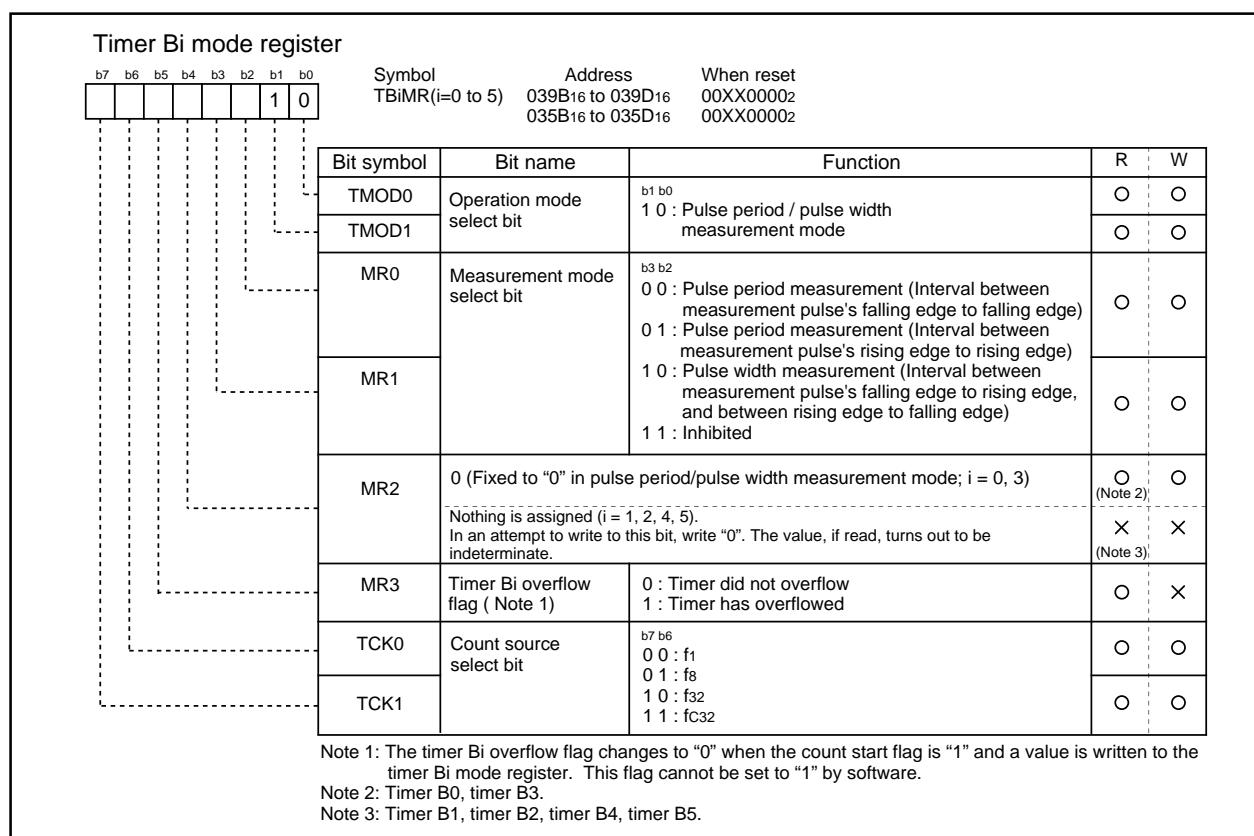 Timer Bi mode register
b7 b6 b5 b4 b3 b2 b1 b0
1 0
Symbol Address When reset
TBiMR(i=0 to 5) 039B16 to 039D16 00XX00002
035B16 to 035D16 00XX00002
Bit symbol Bit name Function R W
TMOD0
TMOD1
Operation mode
select bit
b1 b0
1 0 : Pulse period / pulse width
measurement mode
MR0
MR1
Measurement mode
select bit
b3 b2
0 0 : Pulse period measurement (Interval between
measurement pulse's falling edge to falling edge)
0 1 : Pulse period measurement (Interval between
measurement pulse's rising edge to rising edge)
1 0 : Pulse width measurement (Interval between
measurement pulse's falling edge to rising edge,
and between rising edge to falling edge)
1 1 : Inhibited
MR2
0 (Fixed to “0” in pulse period/pulse width measurement mode; i = 0, 3)
(Note 2)
Nothing is assigned (i = 1, 2, 4, 5).
In an attempt to write to this bit, write “0”. The value, if read, turns out to be
indeterminate.
(Note 3)
MR3
Timer Bi overflow
flag ( Note 1)
0 : Timer did not overflow
1 : Timer has overflowed
TCK0
TCK1
Count source
select bit
b7 b6
0 0 : f1
0 1 : f8
1 0 : f32
1 1 : fC32
Note 1: The timer Bi overflow flag changes to “0” when the count start flag is “1” and a value is written to the
timer Bi mode register. This flag cannot be set to “1” by software.
Note 2: Timer B0, timer B3.
Note 3: Timer B1, timer B2, timer B4, timer B5.